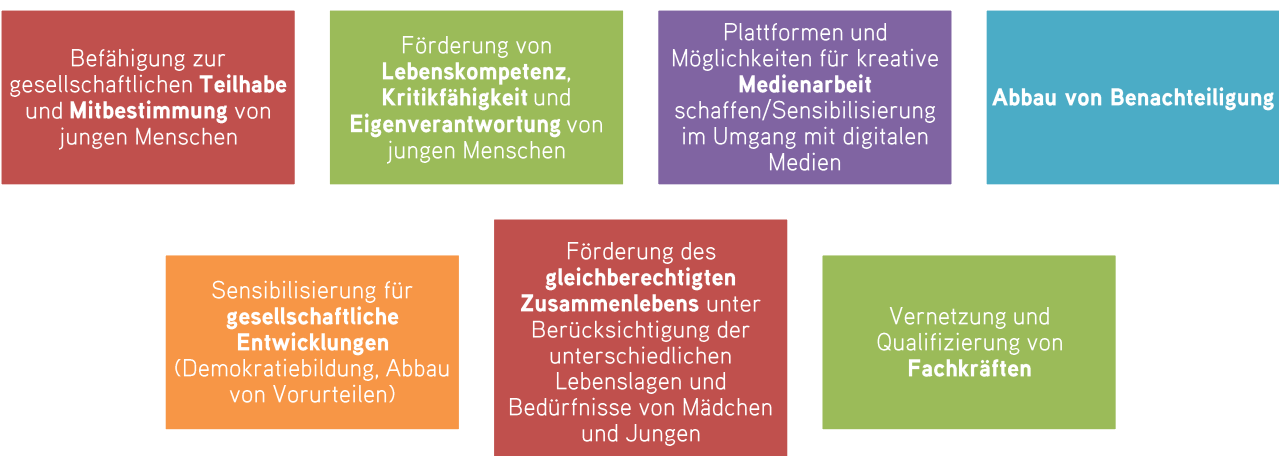 Befähigung zur
gesellschaftlichen Teilhabe
und Mitbestimmung von
jungen Menschen
Förderung von
Lebenskompetenz,
Kritikfähigkeit und
Eigenverantwortung von
jungen Menschen
Plattformen und
Möglichkeiten für kreative
Medienarbeit
schaffen/Sensibilisierung
im Umgang mit digitalen
Medien
Abbau von Benachteiligung
Sensibilisierung für
gesellschaftliche
Entwicklungen
(Demokratiebildung, Abbau
von Vorurteilen)
Förderung des
gleichberechtigten
Zusammenlebens unter
Berücksichtigung der
unterschiedlichen
Lebenslagen und
Bedürfnisse von Mädchen
und Jungen
Vernetzung und
Qualifizierung von
Fachkräften